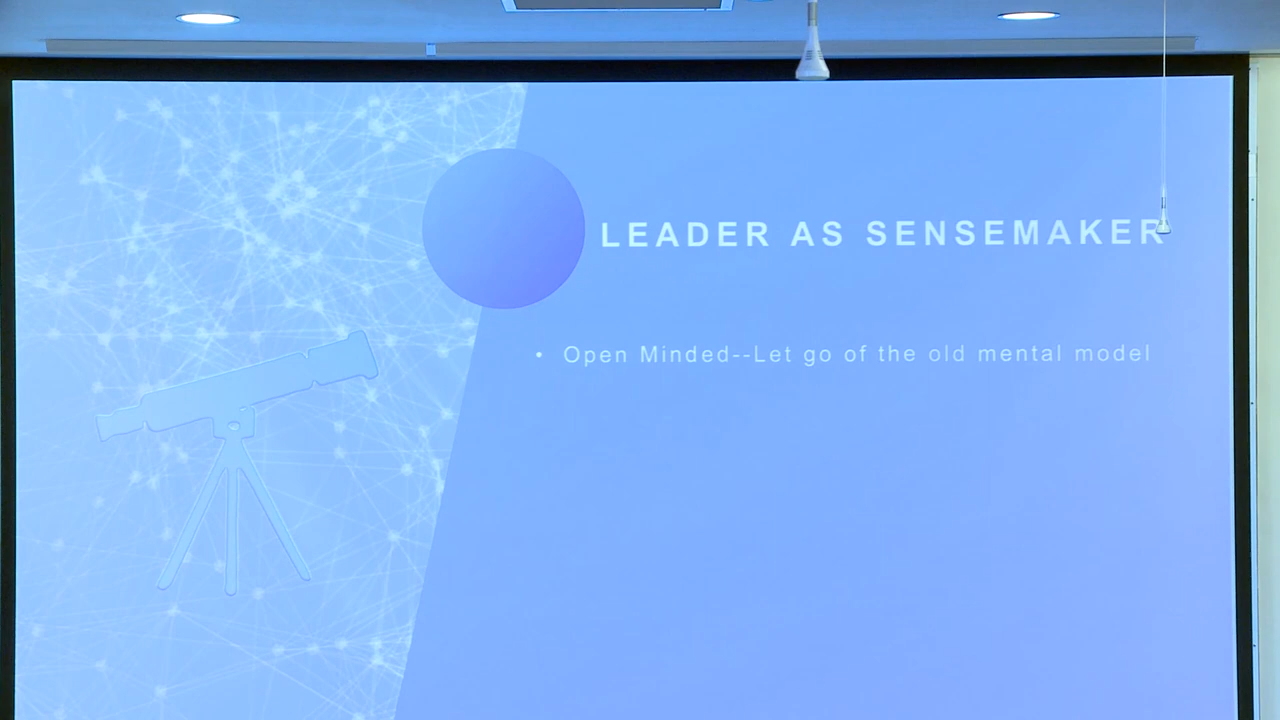 LEADER AS SENSEMAKER
• Open Minded--Let go of the old mental model